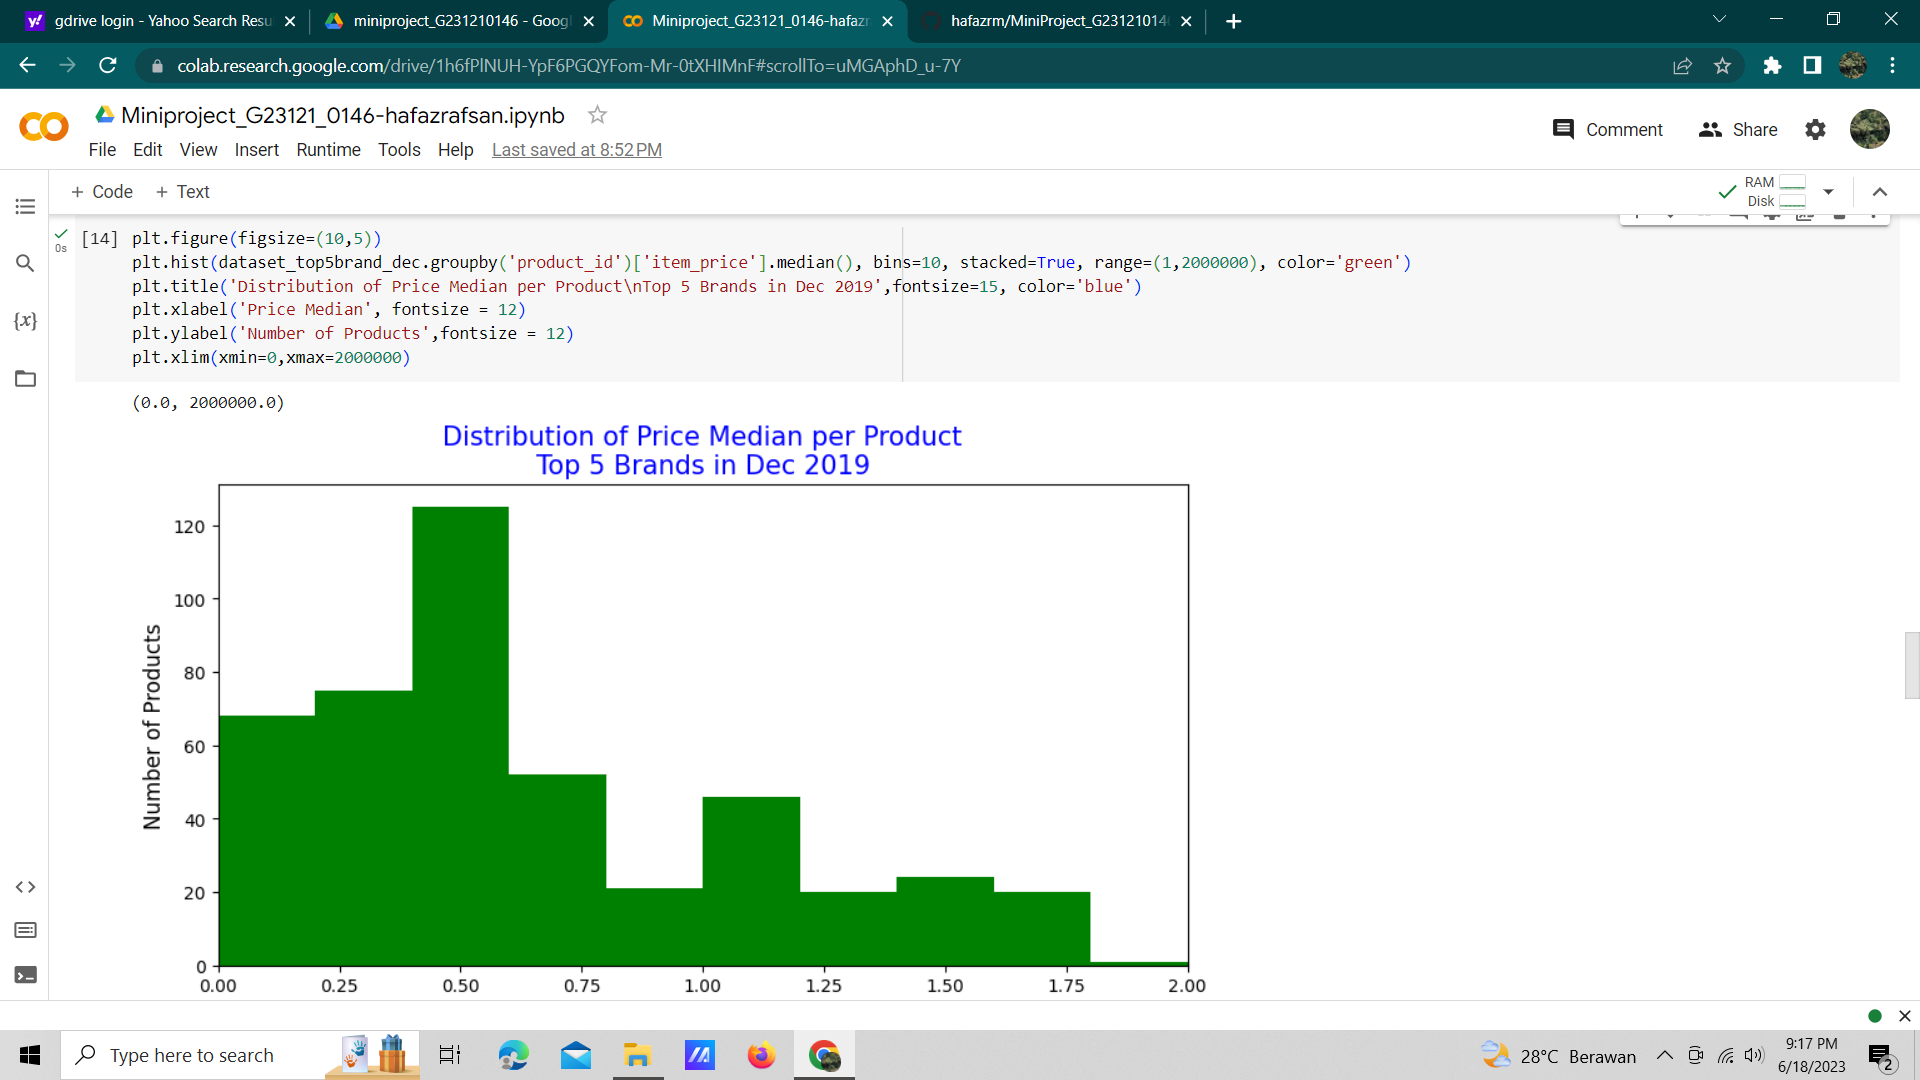 gdrive login - Yahoo Search Resu
miniproject_G231210146 - Goog
Miniproject_G23121_0146-hafazr
hafazrm/MiniProject_G23121014
colab.research.google.com/drive/1h6fPlNUH-YpF6PGQYFom-Mr-0tXHIMnF#scrollTo=uMGAphD_u-7Y
Miniproject_G23121_0146-hafazrafsan.ipynb
Comment
Share
File Edit View Insert Runtime Tools Help Last saved at 8:52 PM
+ Code + Text
RAM
Disk
0s
[14] plt.figure(figsize=(10,5))
plt.hist(dataset_top5brand_dec.groupby('product_id')['item_price'].median(), bins=10, stacked=True, range=(1,2000000), color='green')
plt.title('Distribution of Price Median per Product\nTop 5 Brands in Dec 2019',fontsize=15, color='blue')
plt.xlabel('Price Median', fontsize = 12)
plt.ylabel('Number of Products',fontsize = 12)
plt.xlim(xmin=0,xmax=2000000)
(0.0, 2000000.0)
Distribution of Price Median per Product
Top 5 Brands in Dec 2019
Number of Products
120
100
80
60
40
20
0
0.00 0.25 0.50 0.75 1.00 1.25 1.50 1.75 2.00
Type here to search
28°C Berawan
9:17 PM
6/18/2023
2